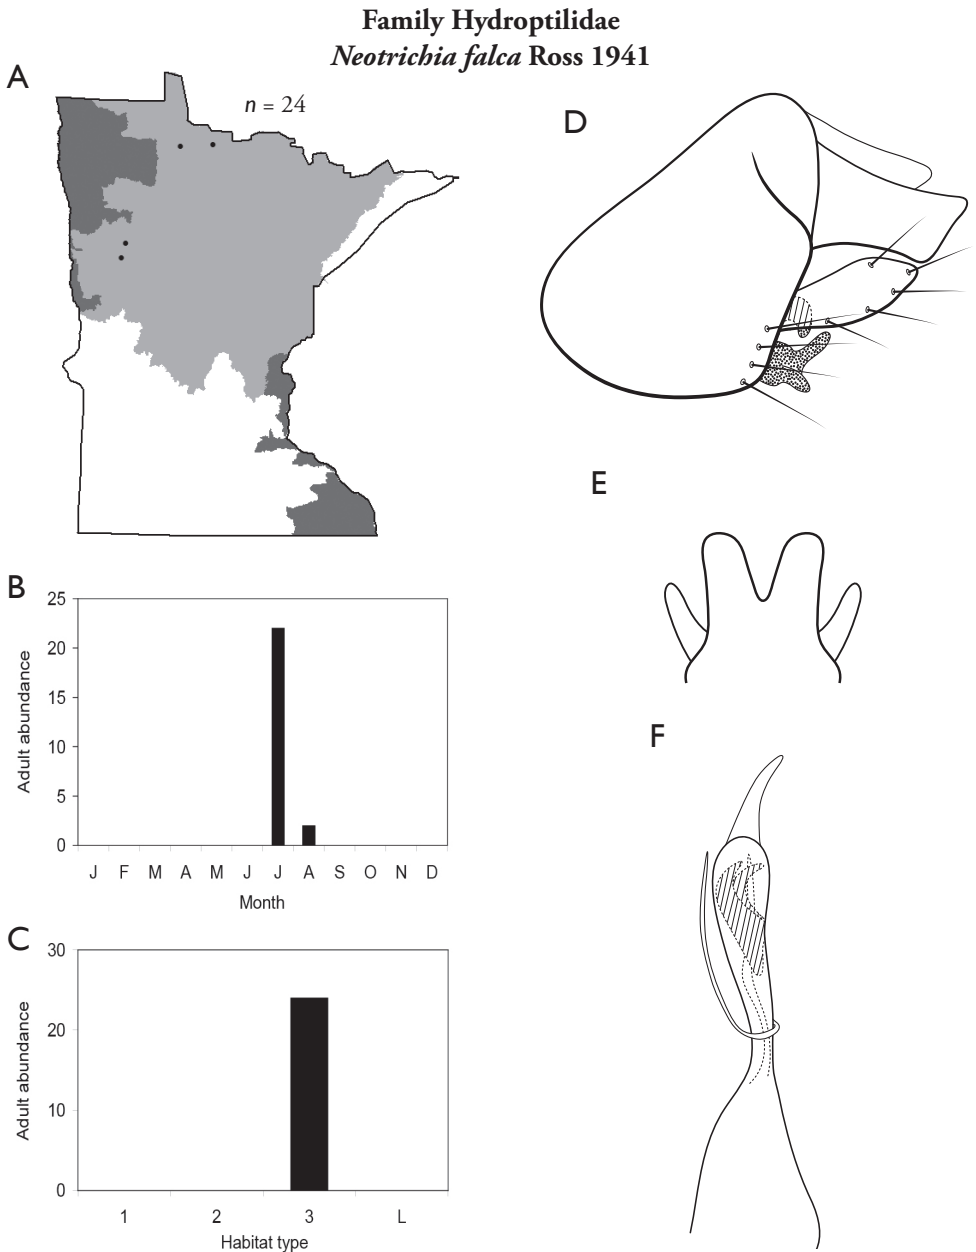 Family Hydroptilidae
Neotrichia falca Ross 1941
A
n = 24
B
25
20
15
10
5
0
Adult abundance
J F M A M J J A S O N D
Month
C
30
20
10
0
Adult abundance
1 2 3 L
Habitat type
D
E
F